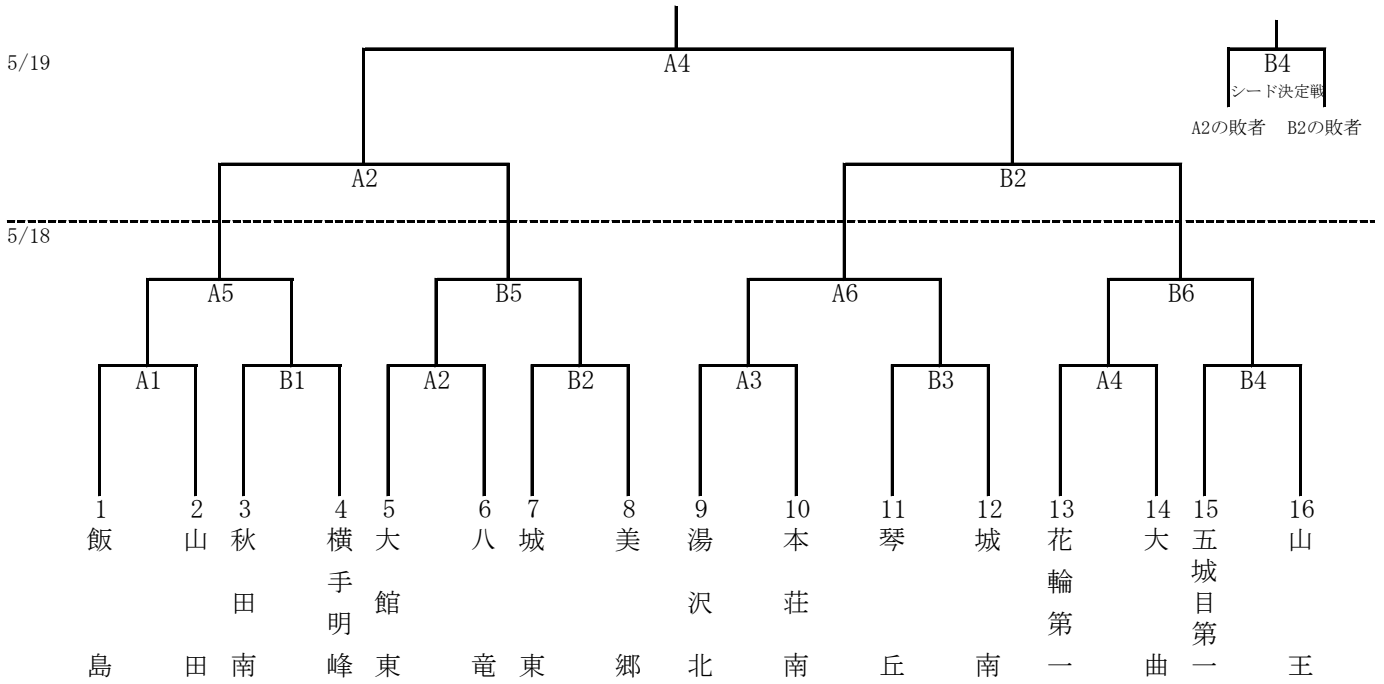 5/19
A4
B4
シード決定戦
A2の敗者 B2の敗者
A2
B2
5/18
A5
B5
A6
B6
A1
B1
A2
B2
A3
B3
A4
B4
1 飯島
2 山田
3 秋田南
4 横手明峰
5 大館東
6 八竜
7 城東
8 美郷
9 湯沢北
10 本荘南
11 琴丘
12 城南
13 花輪第一
14 大曲
15 五城目第一
16 山王